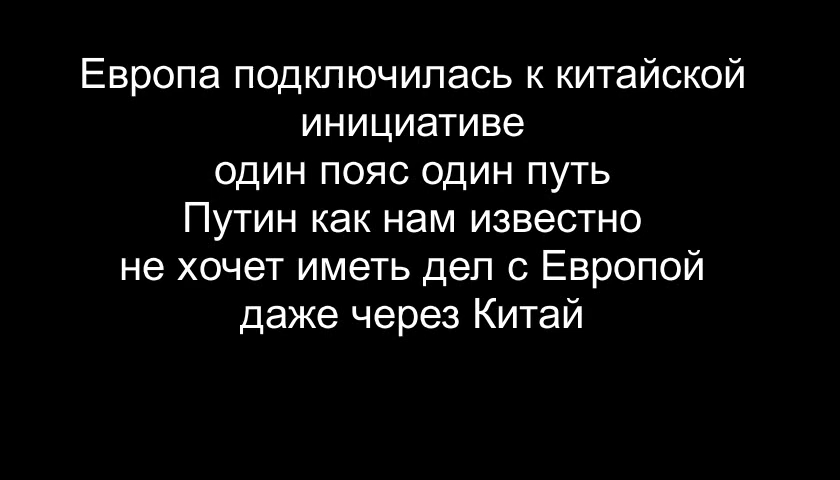 Европа подключилась к китайской
инициативе
один пояс один путь
Путин как нам известно
не хочет иметь дел с Европой
даже через Китай